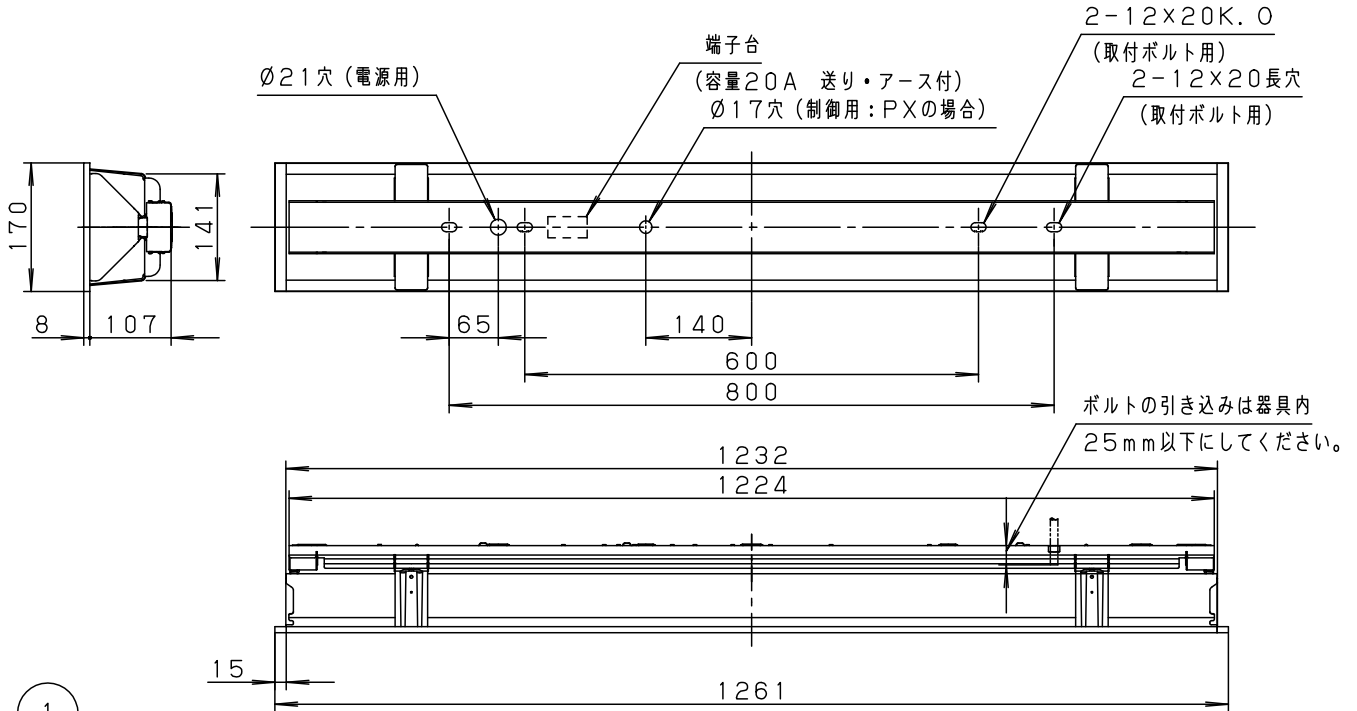 2-12×20K.O
(取付ボルト用)
端子台
(容量20A 送り・アース付)
Ø21穴(電源用)
2-12×20長穴
(取付ボルト用)
Ø17穴(制御用:PXの場合)
170
141
8
107
65
140
600
800
ボルトの引き込みは器具内
25mm以下にしてください。
1232
1224
15
1261
1